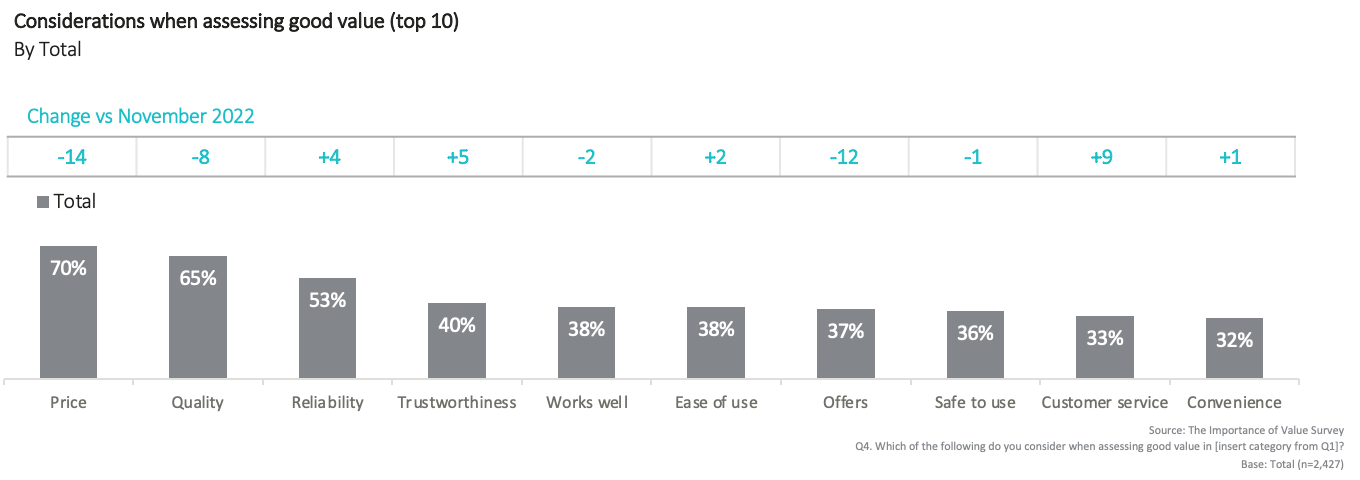 Considerations when assessing good value (top 10)
By Total
Change vs November 2022
-14 -8 +4 +5 -2 +2 -12 -1 +9 +1
Total
70% 65% 53% 40% 38% 38% 37% 36% 33% 32%
Price Quality Reliability Trustworthiness Works well Ease of use Offers Safe to use Customer service Convenience
Source: The Importance of Value Survey
Q4. Which of the following do you consider when assessing good value in [insert category from Q1]?
Base: Total (n=2,427)